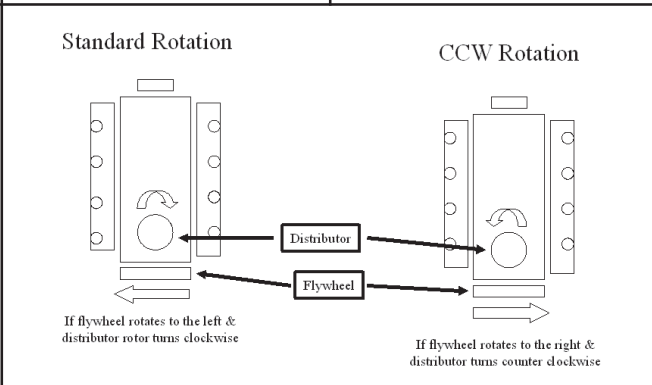 Standard Rotation
CCW Rotation
Distributor
Flywheel
If flywheel rotates to the left &
distributor rotor turns clockwise
If flywheel rotates to the right &
distributor turns counter clockwise